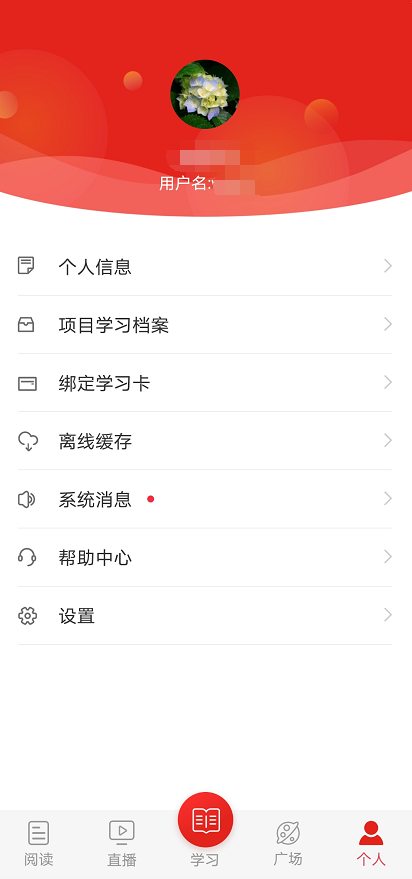 用户名:
个人信息
项目学习档案
绑定学习卡
离线缓存
系统消息
帮助中心
设置
阅读
直播
学习
广场
个人